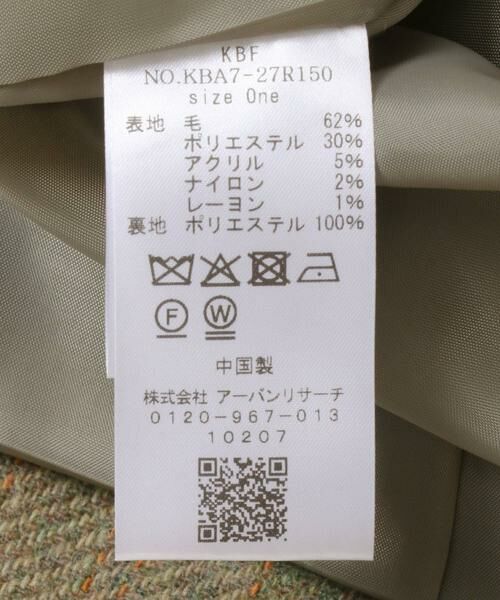 KBF
NO.KBA7-27R150
size One
表地 毛 62%
ポリエステル 30%
アクリル 5%
ナイロン 2%
レーヨン 1%
裏地 ポリエステル 100%
F W
中国製
株式会社 アーバンリサーチ
0120-967-013
10207